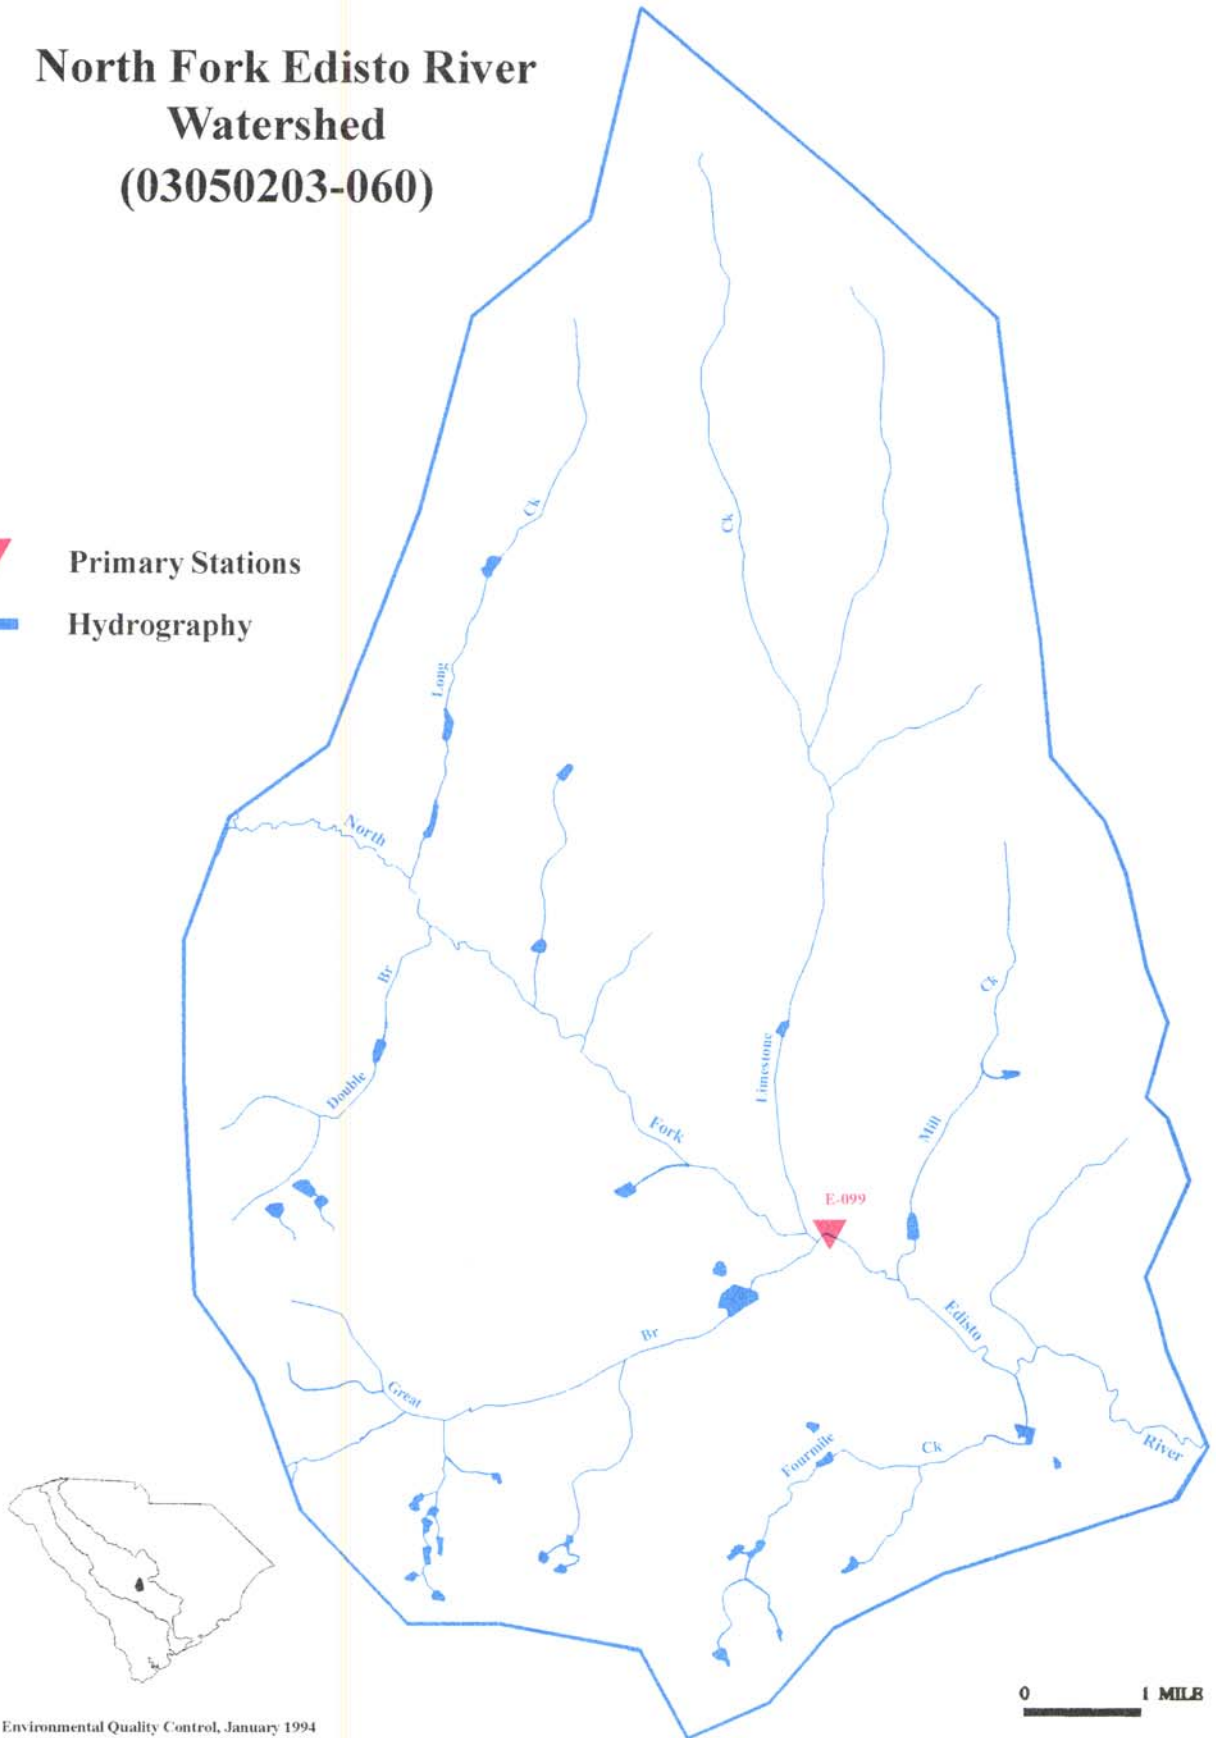 North Fork Edisto River
Watershed
(03050203-060)
Ck
Ck
Primary Stations
Hydrography
Long
North
Br
Ck
Limestone
Double
Mill
Fork
E-099
Edisto
Br
Great
Fourmile
Ck
River
0 1 MILE
Environmental Quality Control, January 1994